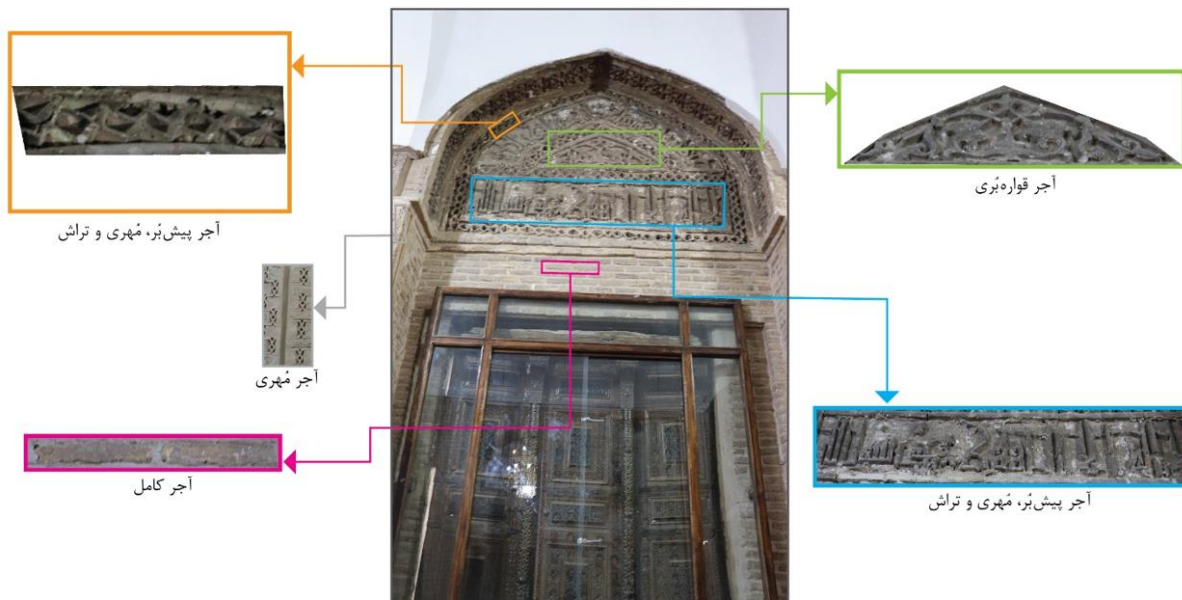 آجر قواره‌بُری
آجر پیش‌بُر، مُهری و تراش
آجر مُهری
آجر کامل
آجر پیش‌بُر، مُهری و تراش